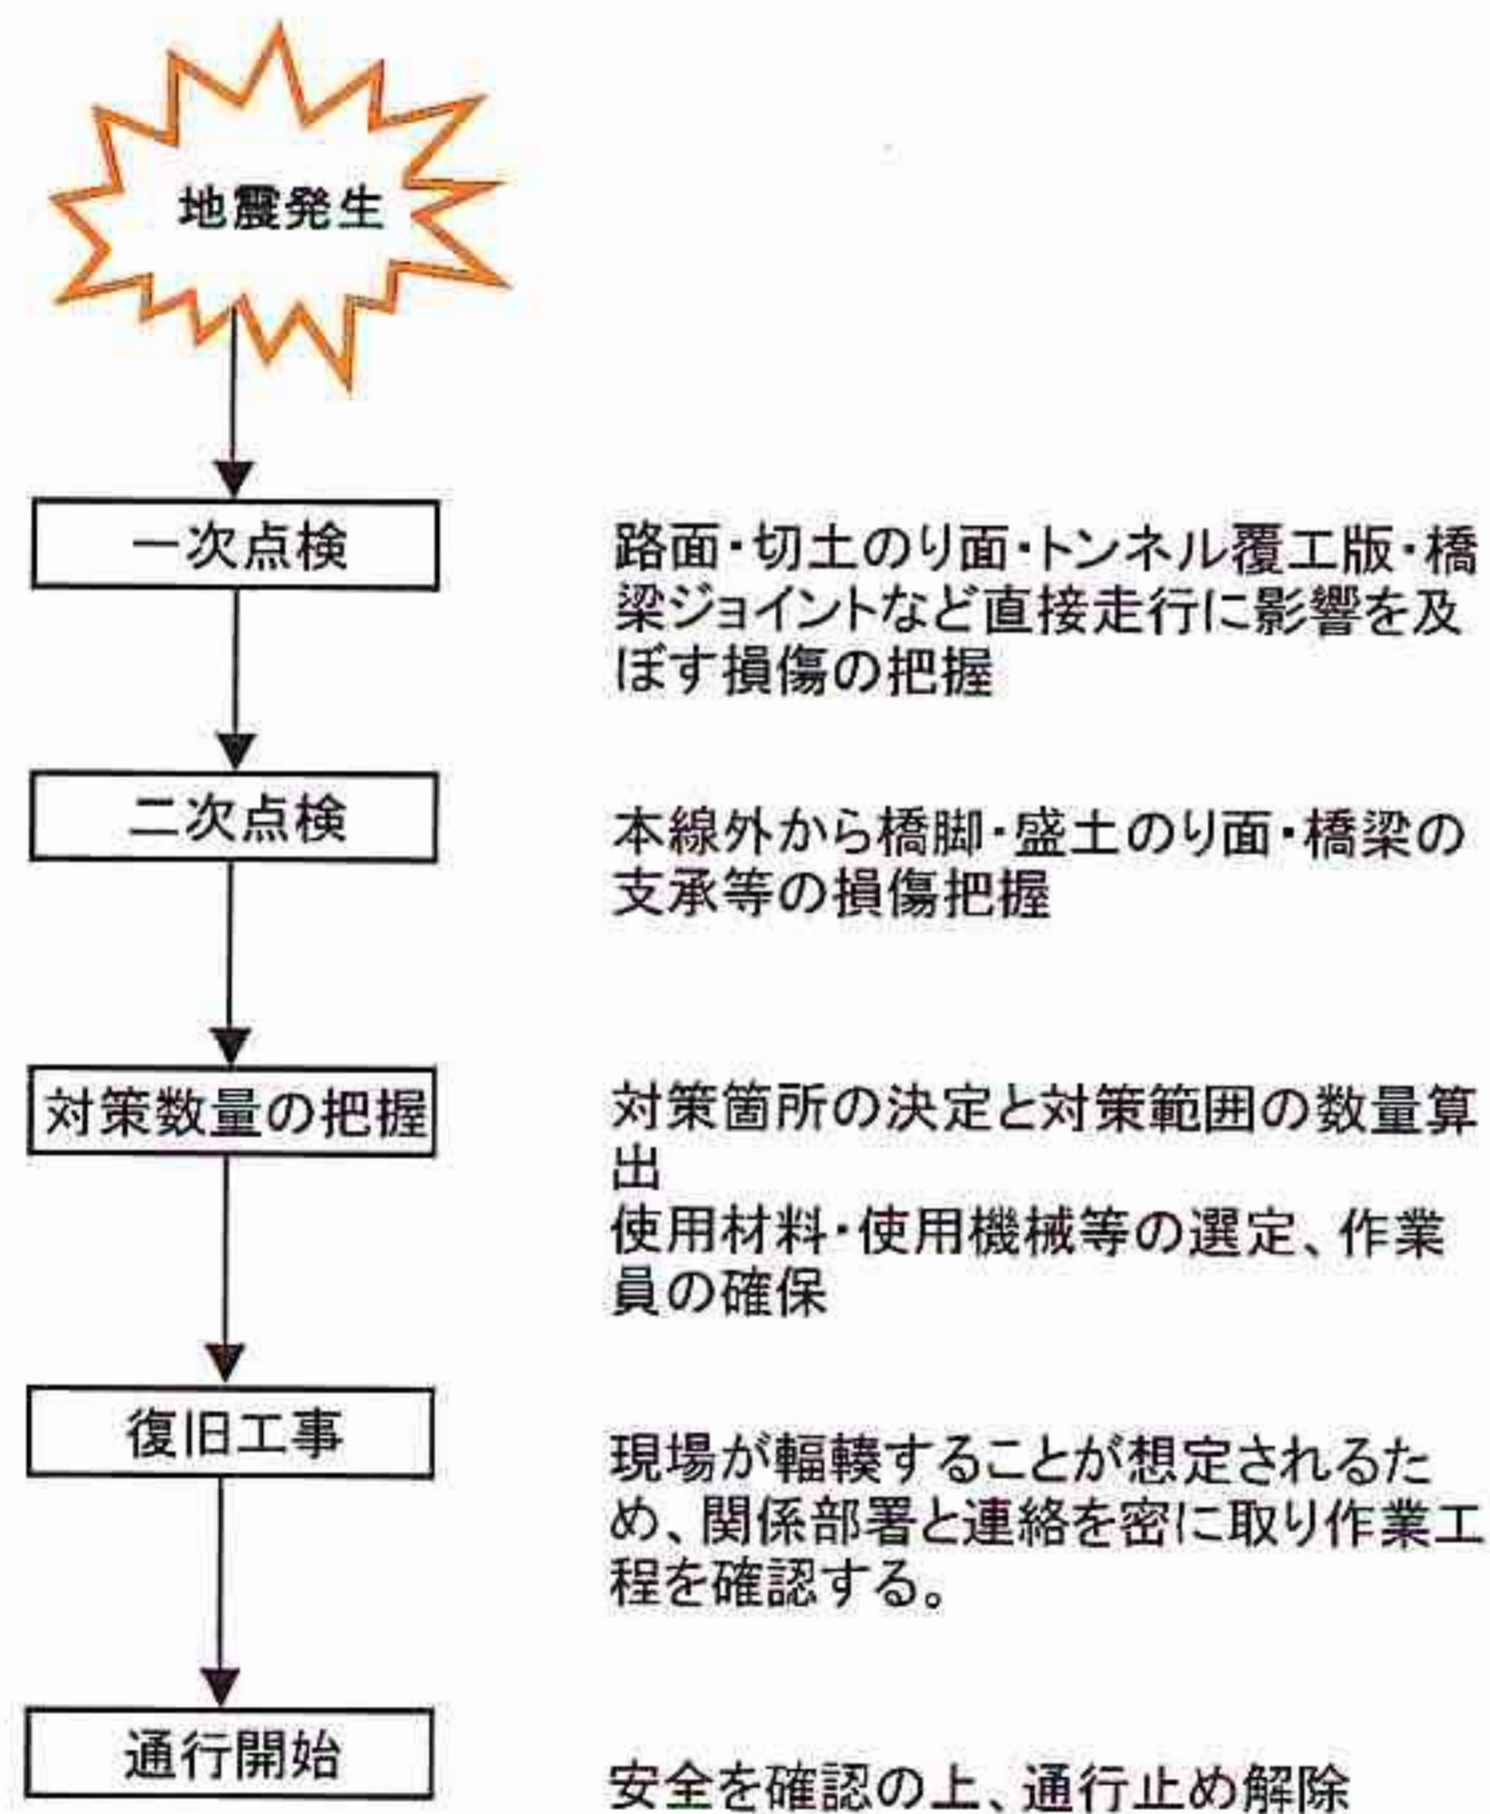 地震発生
一次点検
路面・切土のり面・トンネル覆工版・橋
梁ジョイントなど直接走行に影響を及
ぼす損傷の把握
二次点検
本線外から橋脚・盛土のり面・橋梁の
支承等の損傷把握
対策数量の把握
対策箇所の決定と対策範囲の数量算
出
使用材料・使用機械等の選定、作業
員の確保
復旧工事
現場が輻輳することが想定されるた
め、関係部署と連絡を密に取り作業工
程を確認する。
通行開始
安全を確認の上、通行止め解除